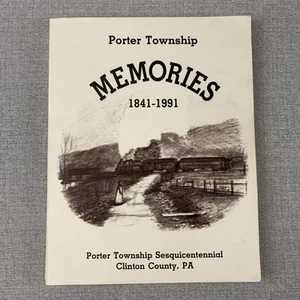 Porter Township
MEMORIES
1841-1991
Porter Township Sesquicentennial
Clinton County, PA